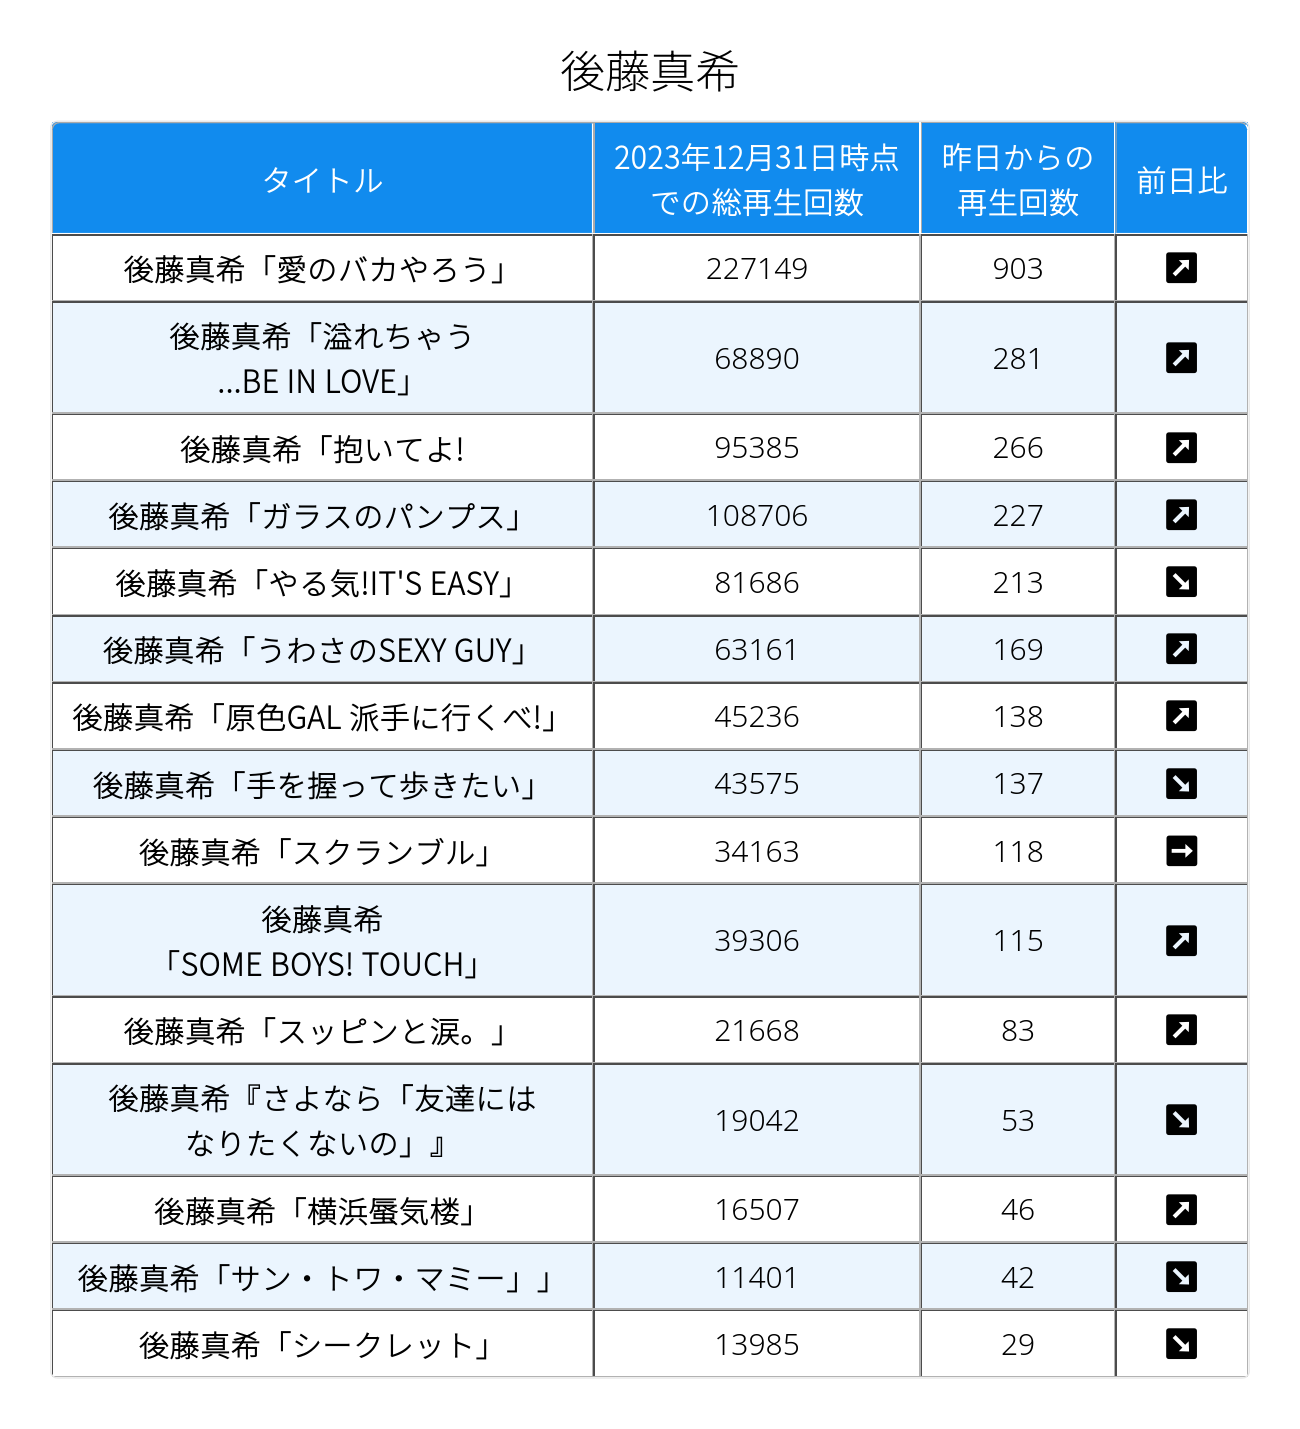 後藤真希
タイトル
2023年12月31日時点
での総再生回数
昨日からの
再生回数
前日比
後藤真希「愛のバカやろう」 227149 903 ↗
後藤真希「溢れちゃう
...BE IN LOVE」 68890 281 ↗
後藤真希「抱いてよ! 95385 266 ↗
後藤真希「ガラスのパンプス」 108706 227 ↗
後藤真希「やる気!IT'S EASY」 81686 213 ↘
後藤真希「うわさのSEXY GUY」 63161 169 ↗
後藤真希「原色GAL 派手に行くべ!」 45236 138 ↗
後藤真希「手を握って歩きたい」 43575 137 ↘
後藤真希「スクランブル」 34163 118 →
後藤真希
「SOME BOYS! TOUCH」 39306 115 ↗
後藤真希「スッピンと涙。」 21668 83 ↗
後藤真希『さよなら「友達には
なりたくないの」』 19042 53 ↘
後藤真希「横浜蜃気楼」 16507 46 ↗
後藤真希「サン・トワ・マミー」」 11401 42 ↘
後藤真希「シークレット」 13985 29 ↘